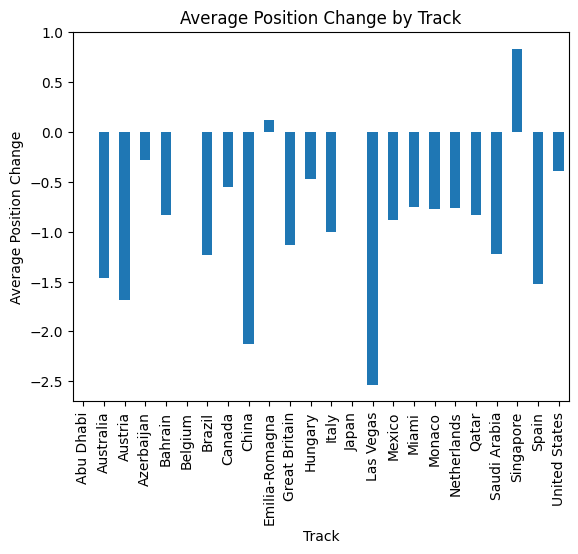 Average Position Change by Track
Average Position Change
1.0
0.5
0.0
−0.5
−1.0
−1.5
−2.0
−2.5
Abu Dhabi
Australia
Austria
Azerbaijan
Bahrain
Belgium
Brazil
Canada
China
Emilia-Romagna
Great Britain
Hungary
Italy
Japan
Las Vegas
Mexico
Miami
Monaco
Netherlands
Qatar
Saudi Arabia
Singapore
Spain
United States
Track